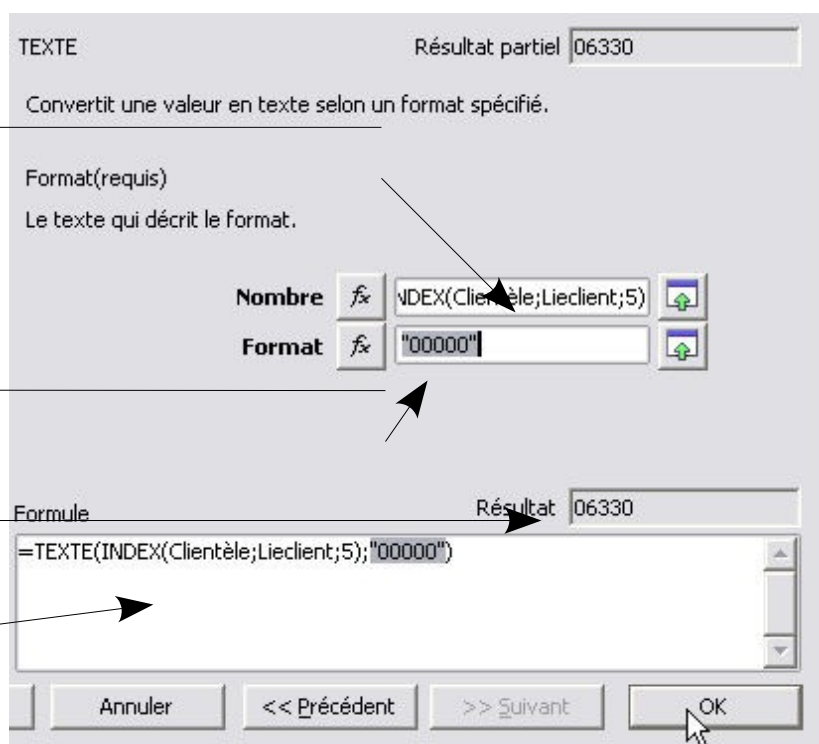 TEXTE Résultat partiel 06330
Convertit une valeur en texte selon un format spécifié.
Format(requis)
Le texte qui décrit le format.
Nombre fx NDEX(Clientèle;Lieclient;5)
Format fx "00000"
Formule Résultat 06330
=TEXTE(INDEX(Clientèle;Lieclient;5);"00000")
Annuler << Précédent >> Suivant OK